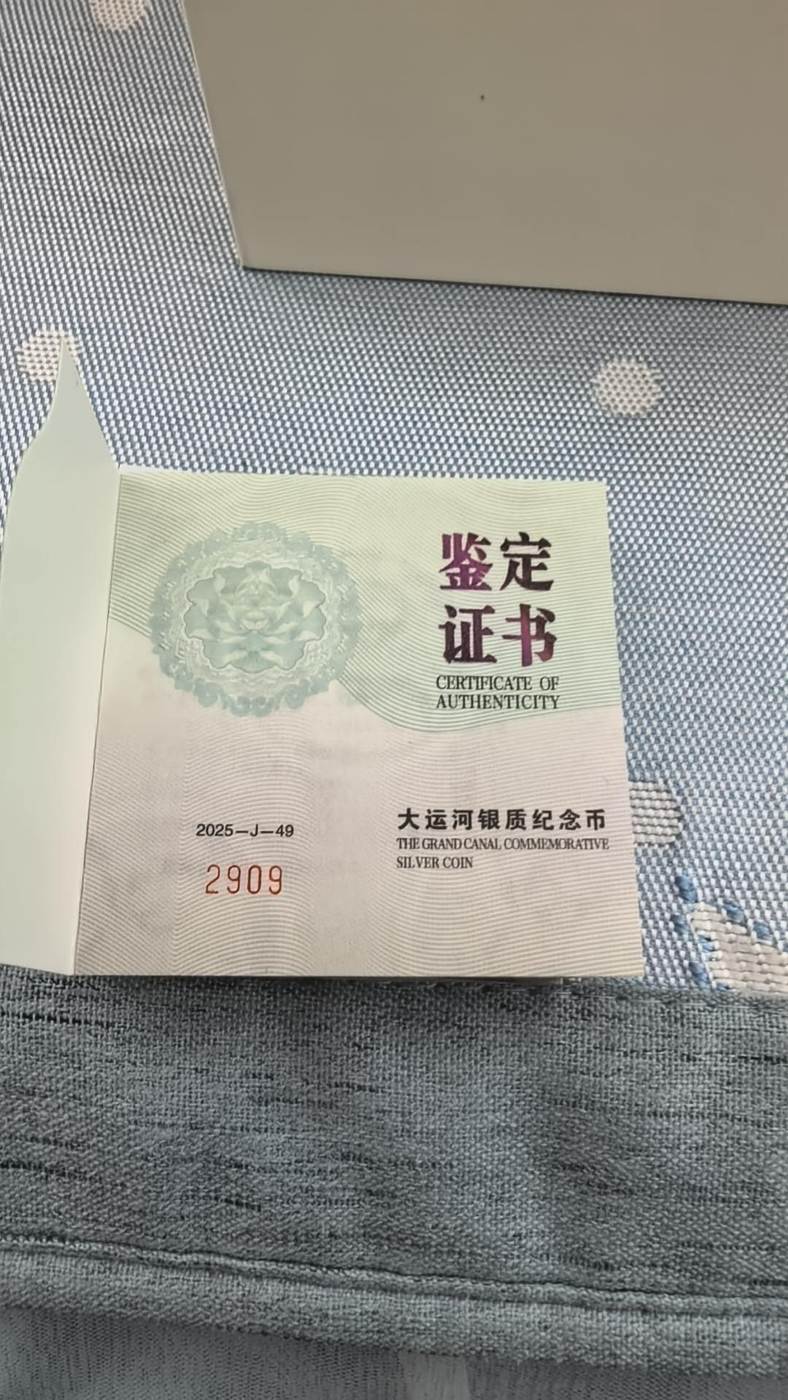 鉴定
证书
CERTIFICATE OF
AUTHENTICITY
2025—J—49
2909
大运河银质纪念币
THE GRAND CANAL COMMEMORATIVE
SILVER COIN